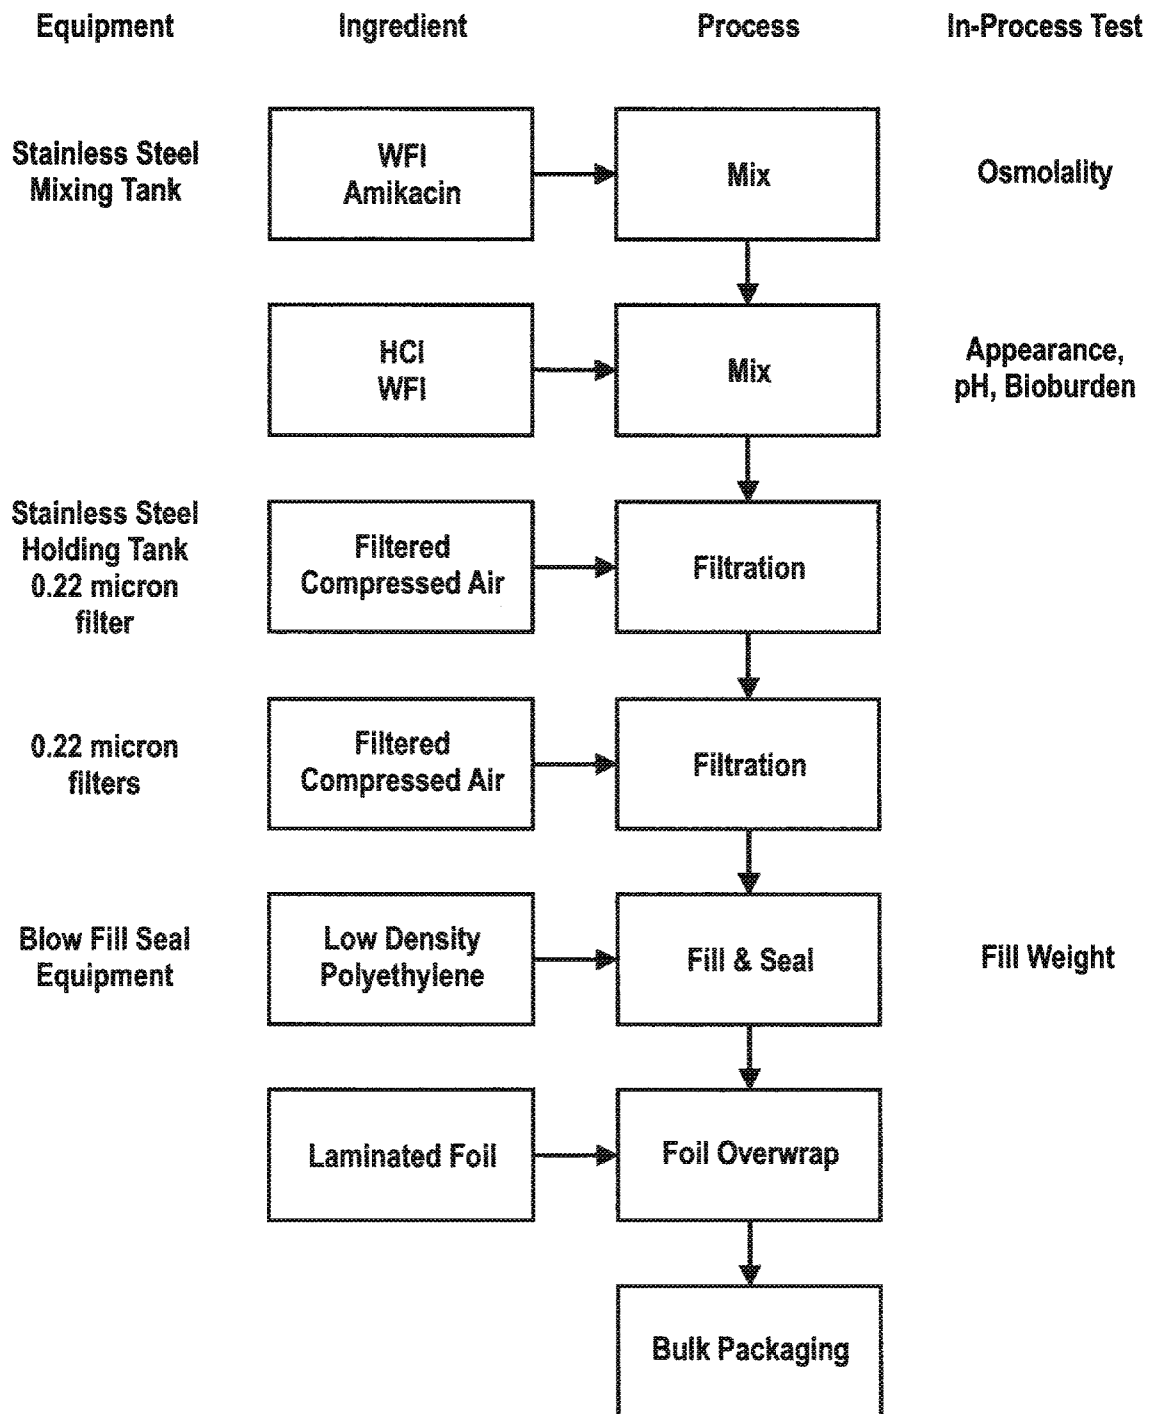 Equipment
Ingredient
Process
In-Process Test
Stainless Steel
Mixing Tank
WFI
Amikacin
Mix
Osmolality
HCl
WFI
Mix
Appearance,
pH, Bioburden
Stainless Steel
Holding Tank
0.22 micron
filter
Filtered
Compressed Air
Filtration
0.22 micron
filters
Filtered
Compressed Air
Filtration
Blow Fill Seal
Equipment
Low Density
Polyethylene
Fill & Seal
Fill Weight
Laminated Foil
Foil Overwrap
Bulk Packaging